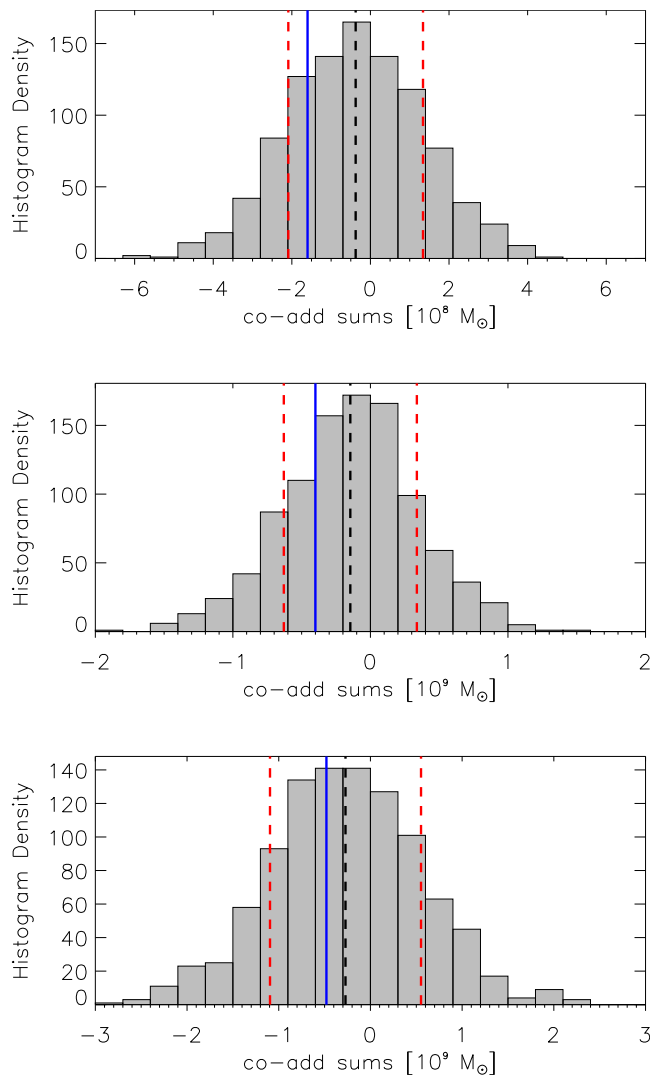 150
100
50
0
Histogram Density
−6 −4 −2 0 2 4 6
co−add sums [10⁸ M☉]
150
100
50
0
Histogram Density
−2 −1 0 1 2
co−add sums [10⁹ M☉]
140
120
100
80
60
40
20
0
Histogram Density
−3 −2 −1 0 1 2 3
co−add sums [10⁹ M☉]